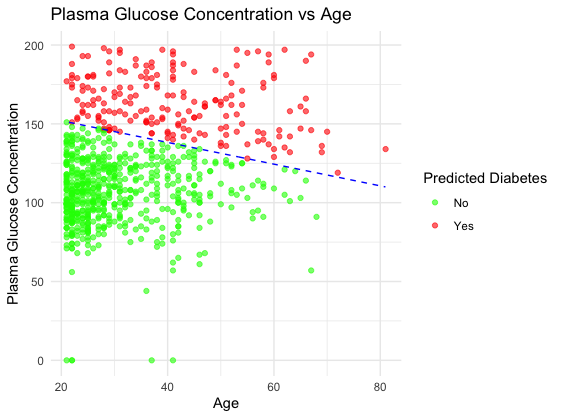 Plasma Glucose Concentration vs Age
200
150
100
50
0
20
40
60
80
Plasma Glucose Concentration
Age
Predicted Diabetes
No
Yes